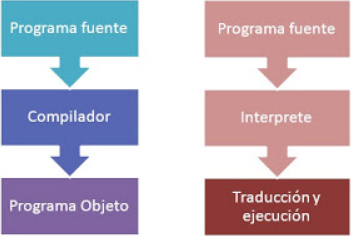 Programa fuente
Compilador
Programa Objeto
Programa fuente
Interprete
Traducción y
ejecución